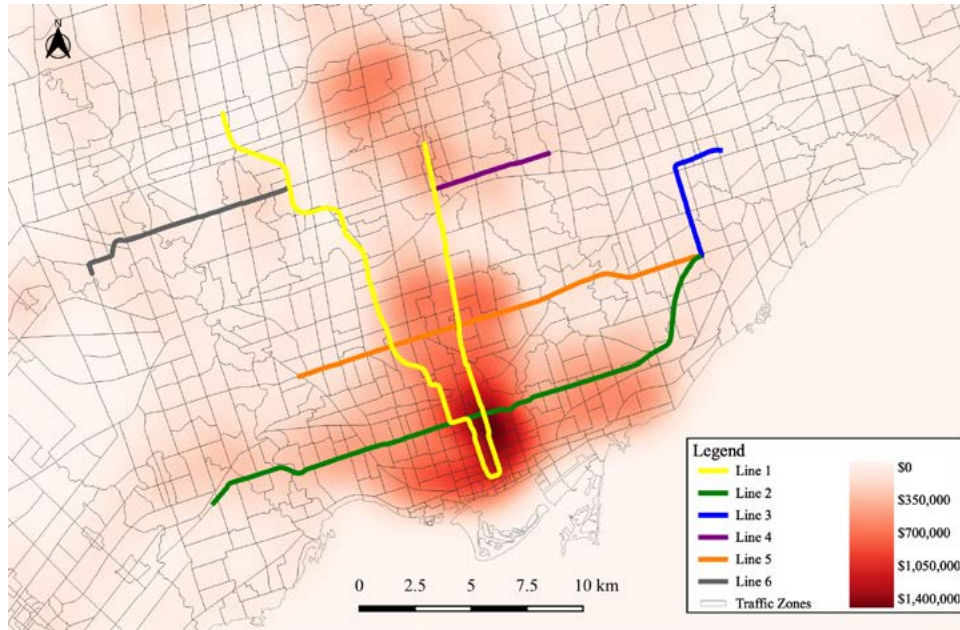 N
Legend
Line 1
Line 2
Line 3
Line 4
Line 5
Line 6
Traffic Zones
$0
$350,000
$700,000
$1,050,000
$1,400,000
0 2.5 5 7.5 10 km